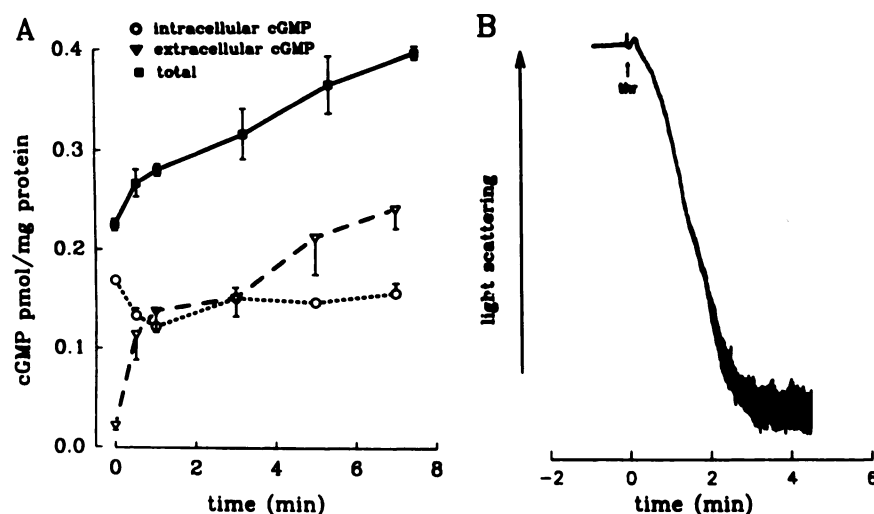 A
intracellular cGMP
extracellular cGMP
total
cGMP pmol/mg protein
0.4
0.3
0.2
0.1
0.0
0 2 4 6 8
time (min)
B
thr
light scattering
-2 0 2 4 6
time (min)